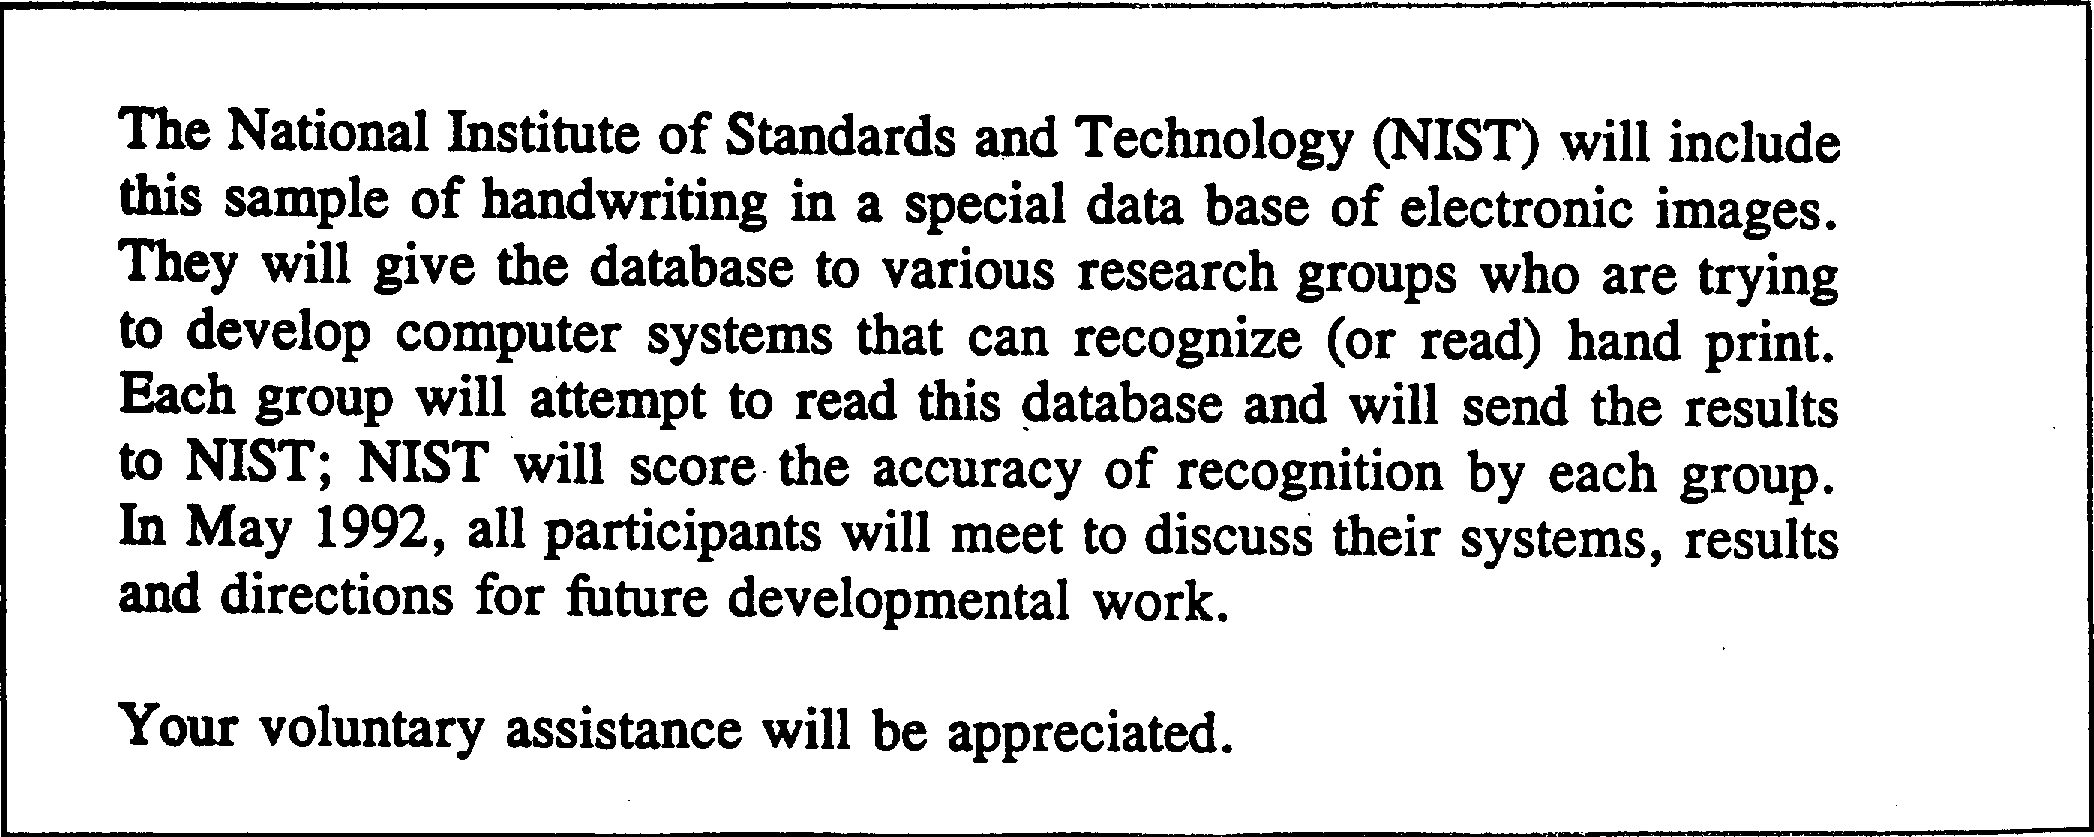 The National Institute of Standards and Technology (NIST) will include
this sample of handwriting in a special data base of electronic images.
They will give the database to various research groups who are trying
to develop computer systems that can recognize (or read) hand print.
Each group will attempt to read this database and will send the results
to NIST; NIST will score the accuracy of recognition by each group.
In May 1992, all participants will meet to discuss their systems, results
and directions for future developmental work.
Your voluntary assistance will be appreciated.